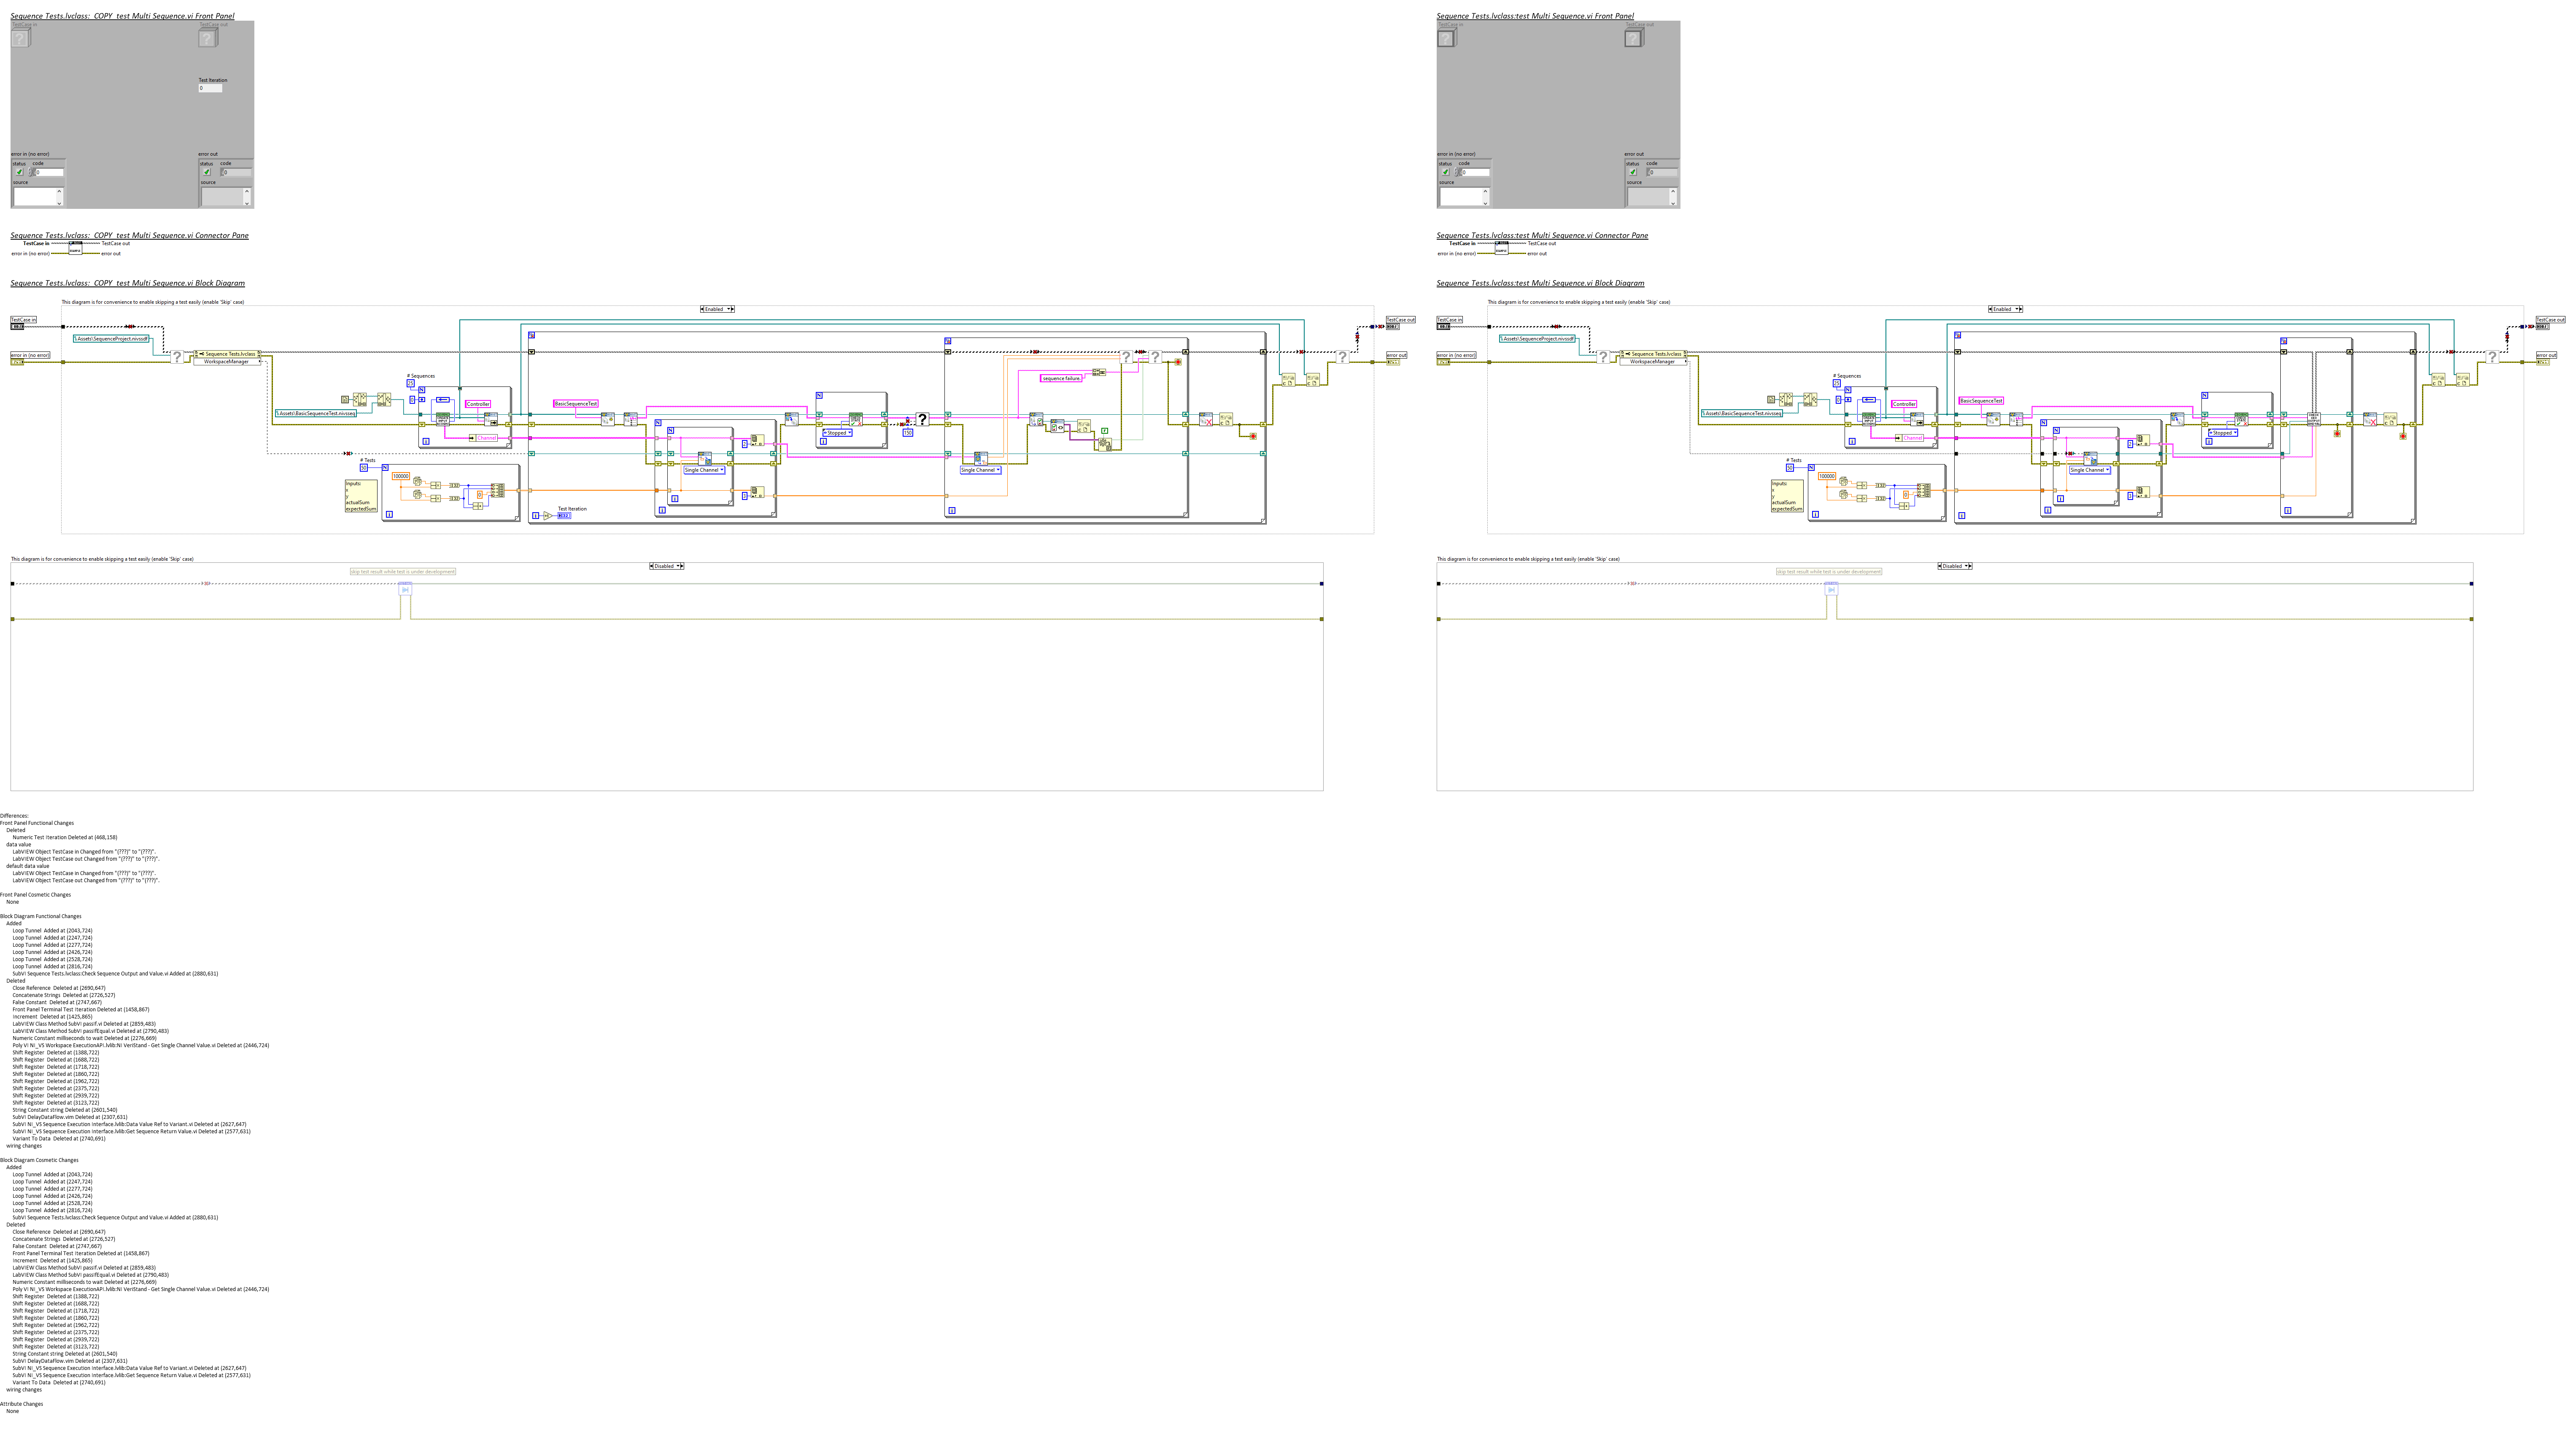 Sequence Tests.lvclass:_COPY_test Multi Sequence.vi Front Panel
TestCase in
TestCase out
Test Iteration
0
error in (no error)
error out
status code
0
source
status code
0
source
Sequence Tests.lvclass:_COPY_test Multi Sequence.vi Connector Pane
TestCase in
TestCase out
error in (no error)
error out
Sequence Tests.lvclass:_COPY_test Multi Sequence.vi Block Diagram
This diagram is for convenience to enable skipping a test easily (enable 'Skip' case)
Enabled
TestCase in
TestCase out
\Assets\SequenceProject.nivssdf
error in (no error)
error out
Sequence Tests.lvclass
WorkspaceManager
# Sequences
25
0
Controller
BasicSequenceTest
\Assets\BasicSequenceTest.nivsseq
Channel
Stopped
150
sequence failure.
# Tests
50
100000
Inputs:
x
y
actualSum
expectedSum
0
Single Channel
Single Channel
Test Iteration
This diagram is for convenience to enable skipping a test easily (enable 'Skip' case)
Disabled
skip test result while test is under development
Sequence Tests.lvclass:test Multi Sequence.vi Front Panel
TestCase in
TestCase out
error in (no error)
error out
status code
0
source
status code
0
source
Sequence Tests.lvclass:test Multi Sequence.vi Connector Pane
TestCase in
TestCase out
error in (no error)
error out
Sequence Tests.lvclass:test Multi Sequence.vi Block Diagram
This diagram is for convenience to enable skipping a test easily (enable 'Skip' case)
Enabled
TestCase in
TestCase out
\Assets\SequenceProject.nivssdf
error in (no error)
error out
Sequence Tests.lvclass
WorkspaceManager
# Sequences
25
0
Controller
BasicSequenceTest
\Assets\BasicSequenceTest.nivsseq
Channel
Stopped
# Tests
50
100000
Inputs:
x
y
actualSum
expectedSum
0
Single Channel
This diagram is for convenience to enable skipping a test easily (enable 'Skip' case)
Disabled
skip test result while test is under development
Differences:
Front Panel Functional Changes
Deleted
Numeric Test Iteration Deleted at (468,158)
data value
LabVIEW Object TestCase in Changed from "(???)" to "(???)".
LabVIEW Object TestCase out Changed from "(???)" to "(???)".
default data value
LabVIEW Object TestCase in Changed from "(???)" to "(???)".
LabVIEW Object TestCase out Changed from "(???)" to "(???)".
Front Panel Cosmetic Changes
None
Block Diagram Functional Changes
Added
Loop Tunnel Added at (2043,724)
Loop Tunnel Added at (2247,724)
Loop Tunnel Added at (2277,724)
Loop Tunnel Added at (2426,724)
Loop Tunnel Added at (2528,724)
Loop Tunnel Added at (2816,724)
SubVI Sequence Tests.lvclass:Check Sequence Output and Value.vi Added at (2880,631)
Deleted
Close Reference Deleted at (2690,647)
Concatenate Strings Deleted at (2726,527)
False Constant Deleted at (2747,667)
Front Panel Terminal Test Iteration Deleted at (1458,867)
Increment Deleted at (1425,865)
LabVIEW Class Method SubVI passIf.vi Deleted at (2859,483)
LabVIEW Class Method SubVI passIfEqual.vi Deleted at (2790,483)
Numeric Constant milliseconds to wait Deleted at (2276,669)
Poly VI NI_VS Workspace ExecutionAPI.lvlib:NI VeriStand - Get Single Channel Value.vi Deleted at (2446,724)
Shift Register Deleted at (1388,722)
Shift Register Deleted at (1688,722)
Shift Register Deleted at (1718,722)
Shift Register Deleted at (1860,722)
Shift Register Deleted at (1962,722)
Shift Register Deleted at (2375,722)
Shift Register Deleted at (2939,722)
Shift Register Deleted at (3123,722)
String Constant string Deleted at (2601,540)
SubVI DelayDataFlow.vim Deleted at (2307,631)
SubVI NI_VS Sequence Execution Interface.lvlib:Data Value Ref to Variant.vi Deleted at (2627,647)
SubVI NI_VS Sequence Execution Interface.lvlib:Get Sequence Return Value.vi Deleted at (2577,631)
Variant To Data Deleted at (2740,691)
wiring changes
Block Diagram Cosmetic Changes
Added
Loop Tunnel Added at (2043,724)
Loop Tunnel Added at (2247,724)
Loop Tunnel Added at (2277,724)
Loop Tunnel Added at (2426,724)
Loop Tunnel Added at (2528,724)
Loop Tunnel Added at (2816,724)
SubVI Sequence Tests.lvclass:Check Sequence Output and Value.vi Added at (2880,631)
Deleted
Close Reference Deleted at (2690,647)
Concatenate Strings Deleted at (2726,527)
False Constant Deleted at (2747,667)
Front Panel Terminal Test Iteration Deleted at (1458,867)
Increment Deleted at (1425,865)
LabVIEW Class Method SubVI passIf.vi Deleted at (2859,483)
LabVIEW Class Method SubVI passIfEqual.vi Deleted at (2790,483)
Numeric Constant milliseconds to wait Deleted at (2276,669)
Poly VI NI_VS Workspace ExecutionAPI.lvlib:NI VeriStand - Get Single Channel Value.vi Deleted at (2446,724)
Shift Register Deleted at (1388,722)
Shift Register Deleted at (1688,722)
Shift Register Deleted at (1718,722)
Shift Register Deleted at (1860,722)
Shift Register Deleted at (1962,722)
Shift Register Deleted at (2375,722)
Shift Register Deleted at (2939,722)
Shift Register Deleted at (3123,722)
String Constant string Deleted at (2601,540)
SubVI DelayDataFlow.vim Deleted at (2307,631)
SubVI NI_VS Sequence Execution Interface.lvlib:Data Value Ref to Variant.vi Deleted at (2627,647)
SubVI NI_VS Sequence Execution Interface.lvlib:Get Sequence Return Value.vi Deleted at (2577,631)
Variant To Data Deleted at (2740,691)
wiring changes
Attribute Changes
None